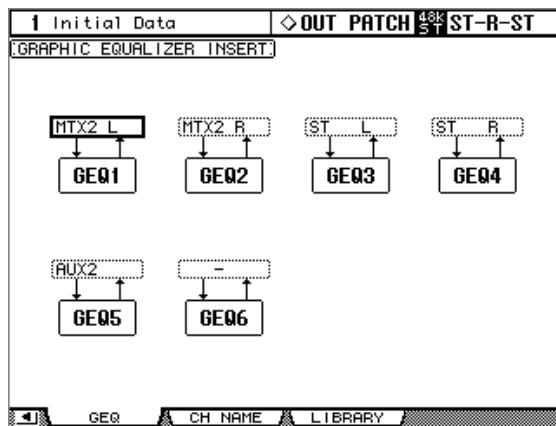 1 Initial Data ◇OUT PATCH 48K ST ST-R-ST
GRAPHIC EQUALIZER INSERT
MTX2 L MTX2 R ST L ST R
GEQ1 GEQ2 GEQ3 GEQ4
AUX2 -
GEQ5 GEQ6
GEQ CH NAME LIBRARY